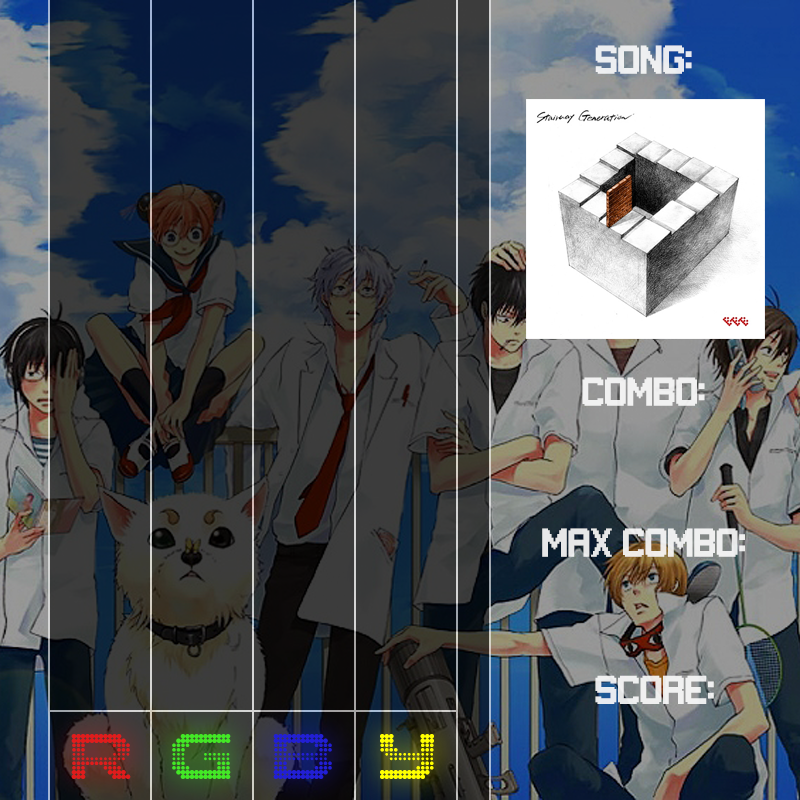 SONG:
Stairway Generation
COMBO:
MAX COMBO:
SCORE:
R G B Y